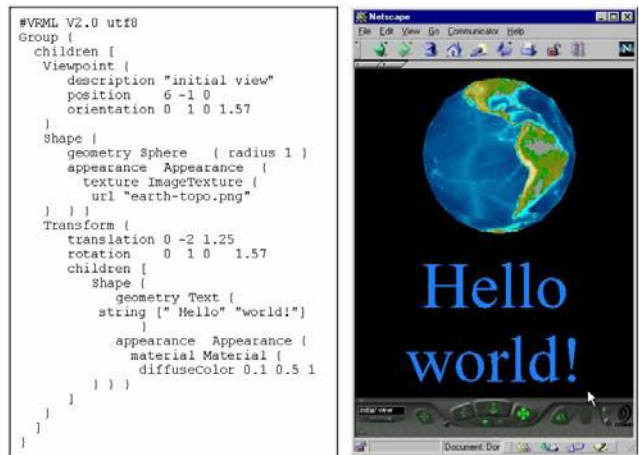 #VRML V2.0 utf8
Group {
children [
Viewpoint {
description "initial view"
position 6 -1 0
orientation 0 1 0 1.57
}
Shape {
geometry Sphere { radius 1 }
appearance Appearance {
texture ImageTexture {
url "earth-topo.png"
} } }
Transform {
translation 0 -2 1.25
rotation 0 1 0 1.57
children [
Shape {
geometry Text {
string [" Hello" "world!"]
}
appearance Appearance {
material Material {
diffuseColor 0.1 0.5 1
} } }
]
}
]
}
Netscape
File Edit View Go Communicator Help
N
Hello
world!
initial view
Document: Dor